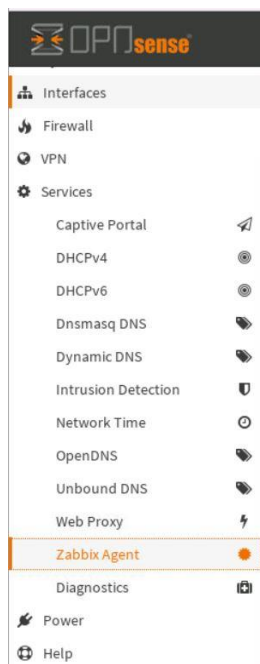 OPNsense
Interfaces
Firewall
VPN
Services
Captive Portal
DHCPv4
DHCPv6
Dnsmasq DNS
Dynamic DNS
Intrusion Detection
Network Time
OpenDNS
Unbound DNS
Web Proxy
Zabbix Agent
Diagnostics
Power
Help